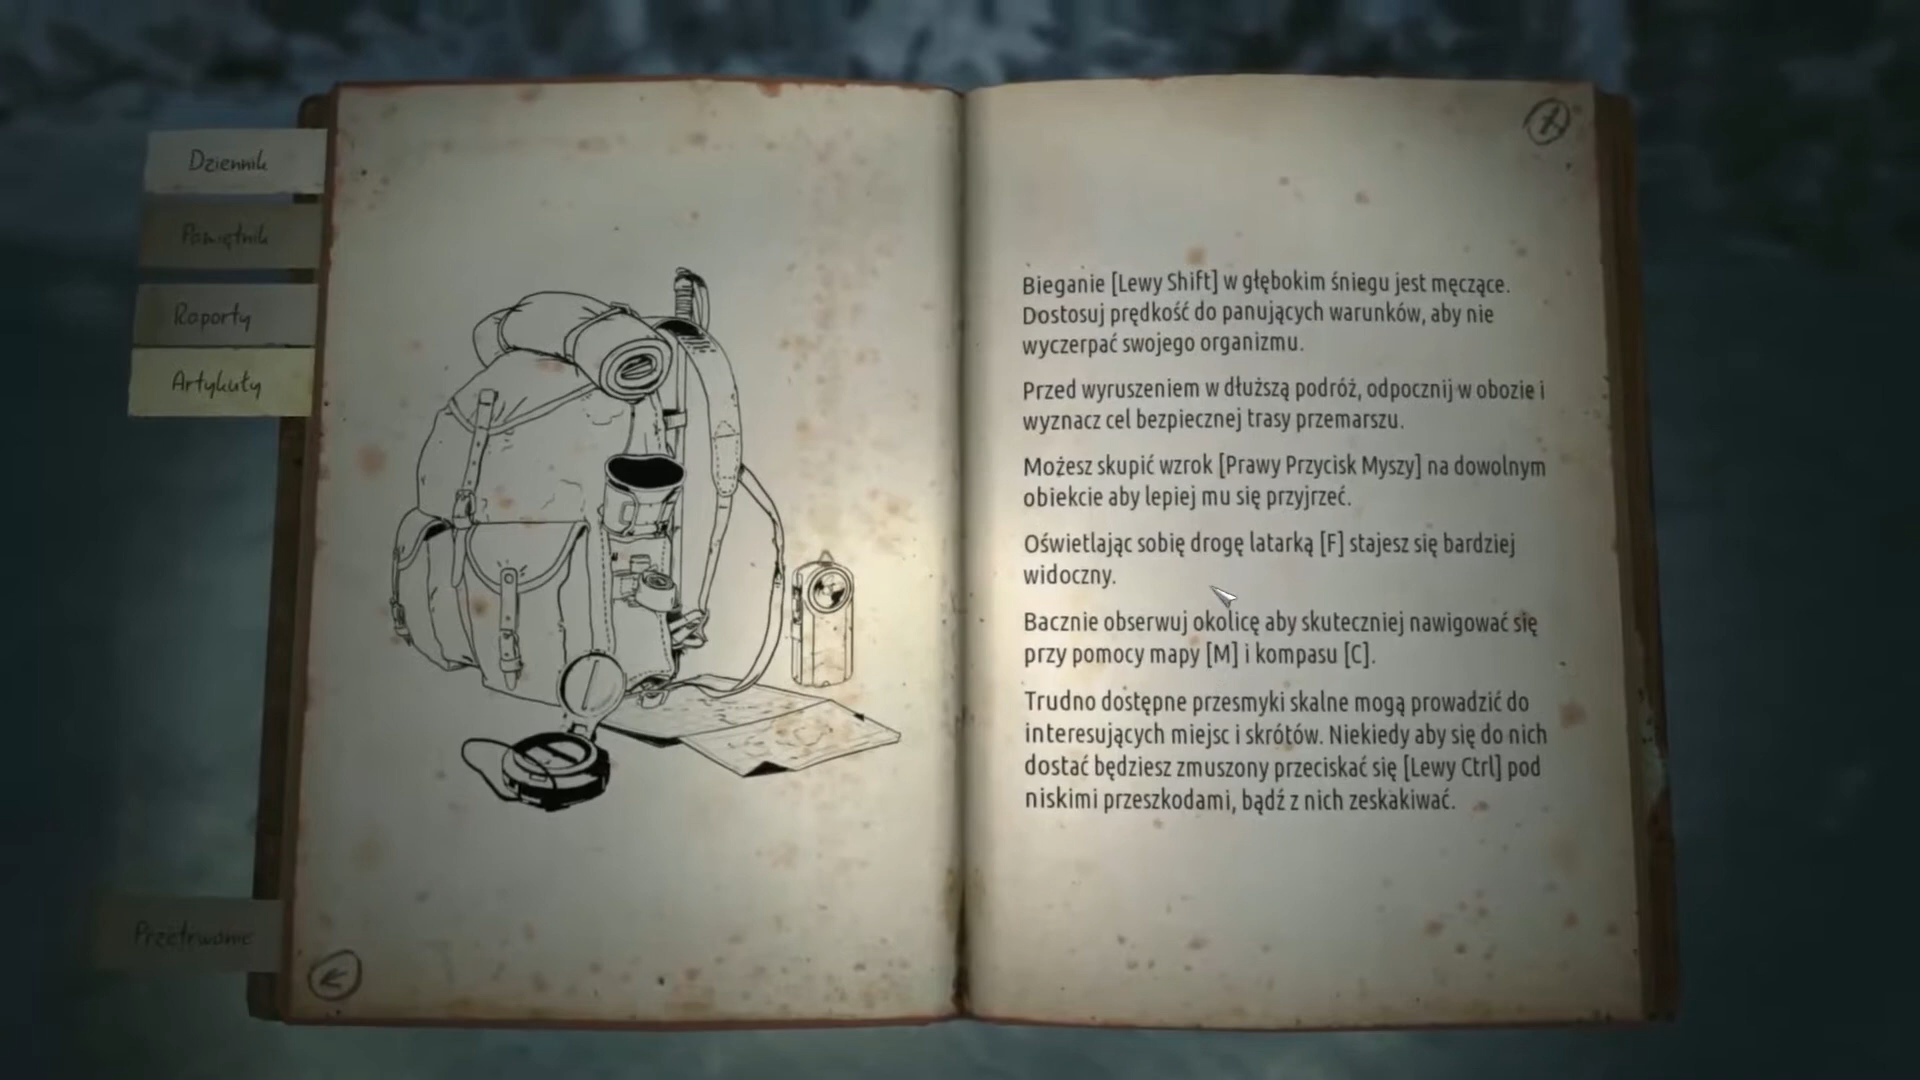 Dziennik
Pamiętnik
Raporty
Artykuły
Przetrwanie
Bieganie [Lewy Shift] w głębokim śniegu jest męczące.
Dostosuj prędkość do panujących warunków, aby nie
wyczerpać swojego organizmu.
Przed wyruszeniem w dłuższą podróż, odpocznij w obozie i
wyznacz cel bezpiecznej trasy przemarszu.
Możesz skupić wzrok [Prawy Przycisk Myszy] na dowolnym
obiekcie aby lepiej mu się przyjrzeć.
Oświetlając sobię drogę latarką [F] stajesz się bardziej
widoczny.
Bacznie obserwuj okolicę aby skuteczniej nawigować się
przy pomocy mapy [M] i kompasu [C].
Trudno dostępne przesmyki skalne mogą prowadzić do
interesujących miejsc i skrótów. Niekiedy aby się do nich
dostać będziesz zmuszony przeciskać się [Lewy Ctrl] pod
niskimi przeszkodami, bądź z nich zeskakiwać.